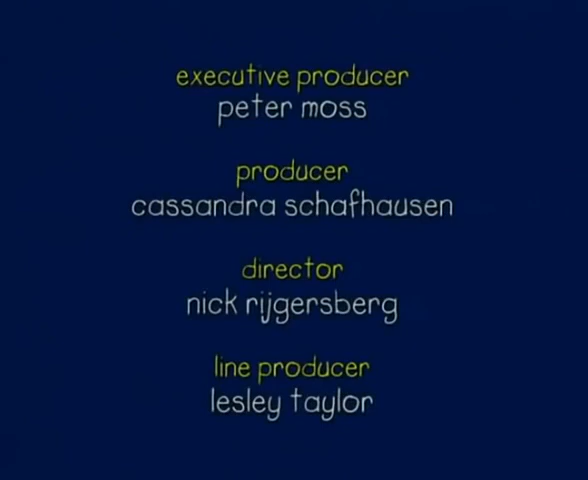 executive producer
peter moss
producer
cassandra schafhausen
director
nick rijgersberg
line producer
lesley taylor